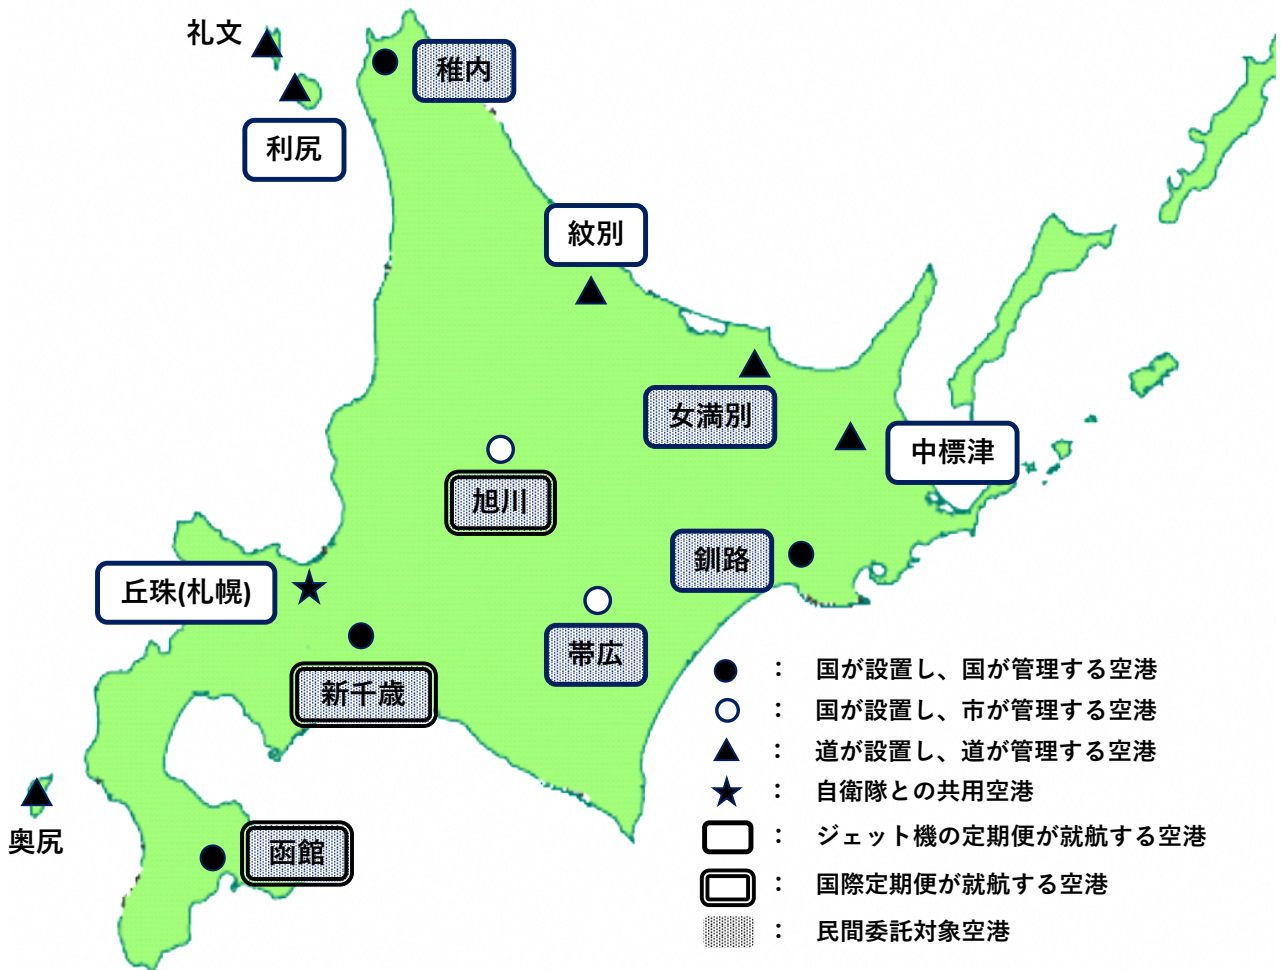 礼文
稚内
利尻
紋別
女満別
中標津
旭川
釧路
丘珠(札幌)
帯広
新千歳
奥尻
函館
： 国が設置し、国が管理する空港
： 国が設置し、市が管理する空港
： 道が設置し、道が管理する空港
： 自衛隊との共用空港
： ジェット機の定期便が就航する空港
： 国際定期便が就航する空港
： 民間委託対象空港